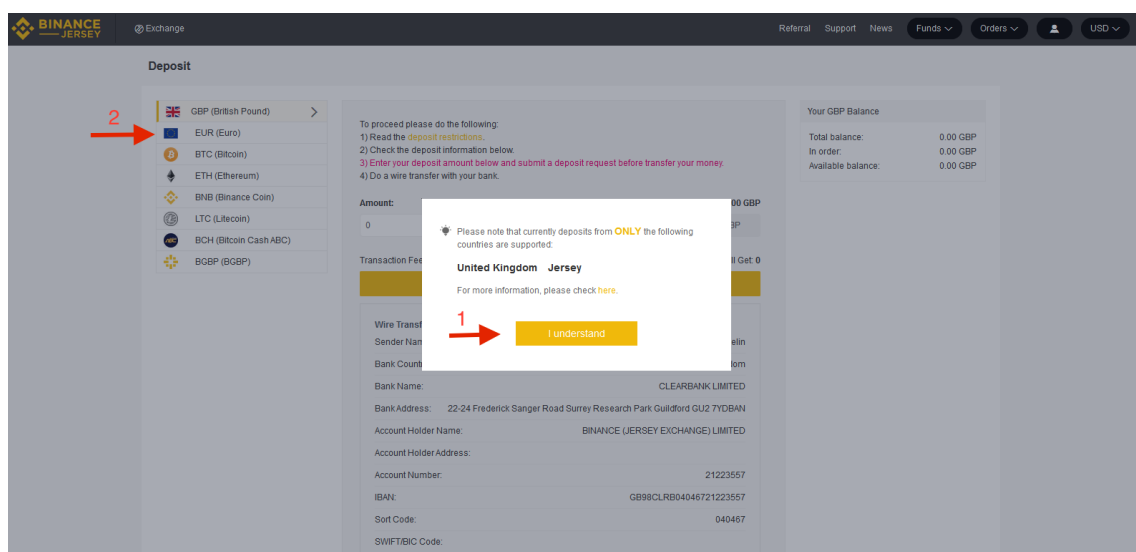 BINANCE
JERSEY
Exchange
Referral Support News Funds Orders USD
Deposit
2
GBP (British Pound)
EUR (Euro)
BTC (Bitcoin)
ETH (Ethereum)
BNB (Binance Coin)
LTC (Litecoin)
BCH (Bitcoin Cash ABC)
BGBP (BGBP)
To proceed please do the following:
1) Read the deposit restrictions.
2) Check the deposit information below.
3) Enter your deposit amount below and submit a deposit request before transfer your money.
4) Do a wire transfer with your bank.
Amount: 00 GBP
0
Transaction Fee ll Get: 0
Please note that currently deposits from ONLY the following
countries are supported:
United Kingdom Jersey
For more information, please check here.
1
I understand
Wire Transf
Sender Nam elin
Bank Count dom
Bank Name: CLEARBANK LIMITED
Bank Address: 22-24 Frederick Sanger Road Surrey Research Park Guildford GU2 7YDBAN
Account Holder Name: BINANCE (JERSEY EXCHANGE) LIMITED
Account Holder Address:
Account Number: 21223557
IBAN: GB98CLRB04046721223557
Sort Code: 040467
SWIFT/BIC Code:
Your GBP Balance
Total balance: 0.00 GBP
In order: 0.00 GBP
Available balance: 0.00 GBP